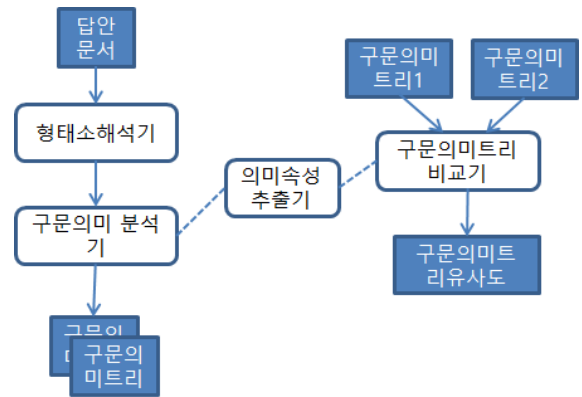 답안
문서
형태소해석기
구문의미 분석
기
구문의
미트리
의미속성
추출기
구문의미
트리1
구문의미
트리2
구문의미트리
비교기
구문의미트
리유사도